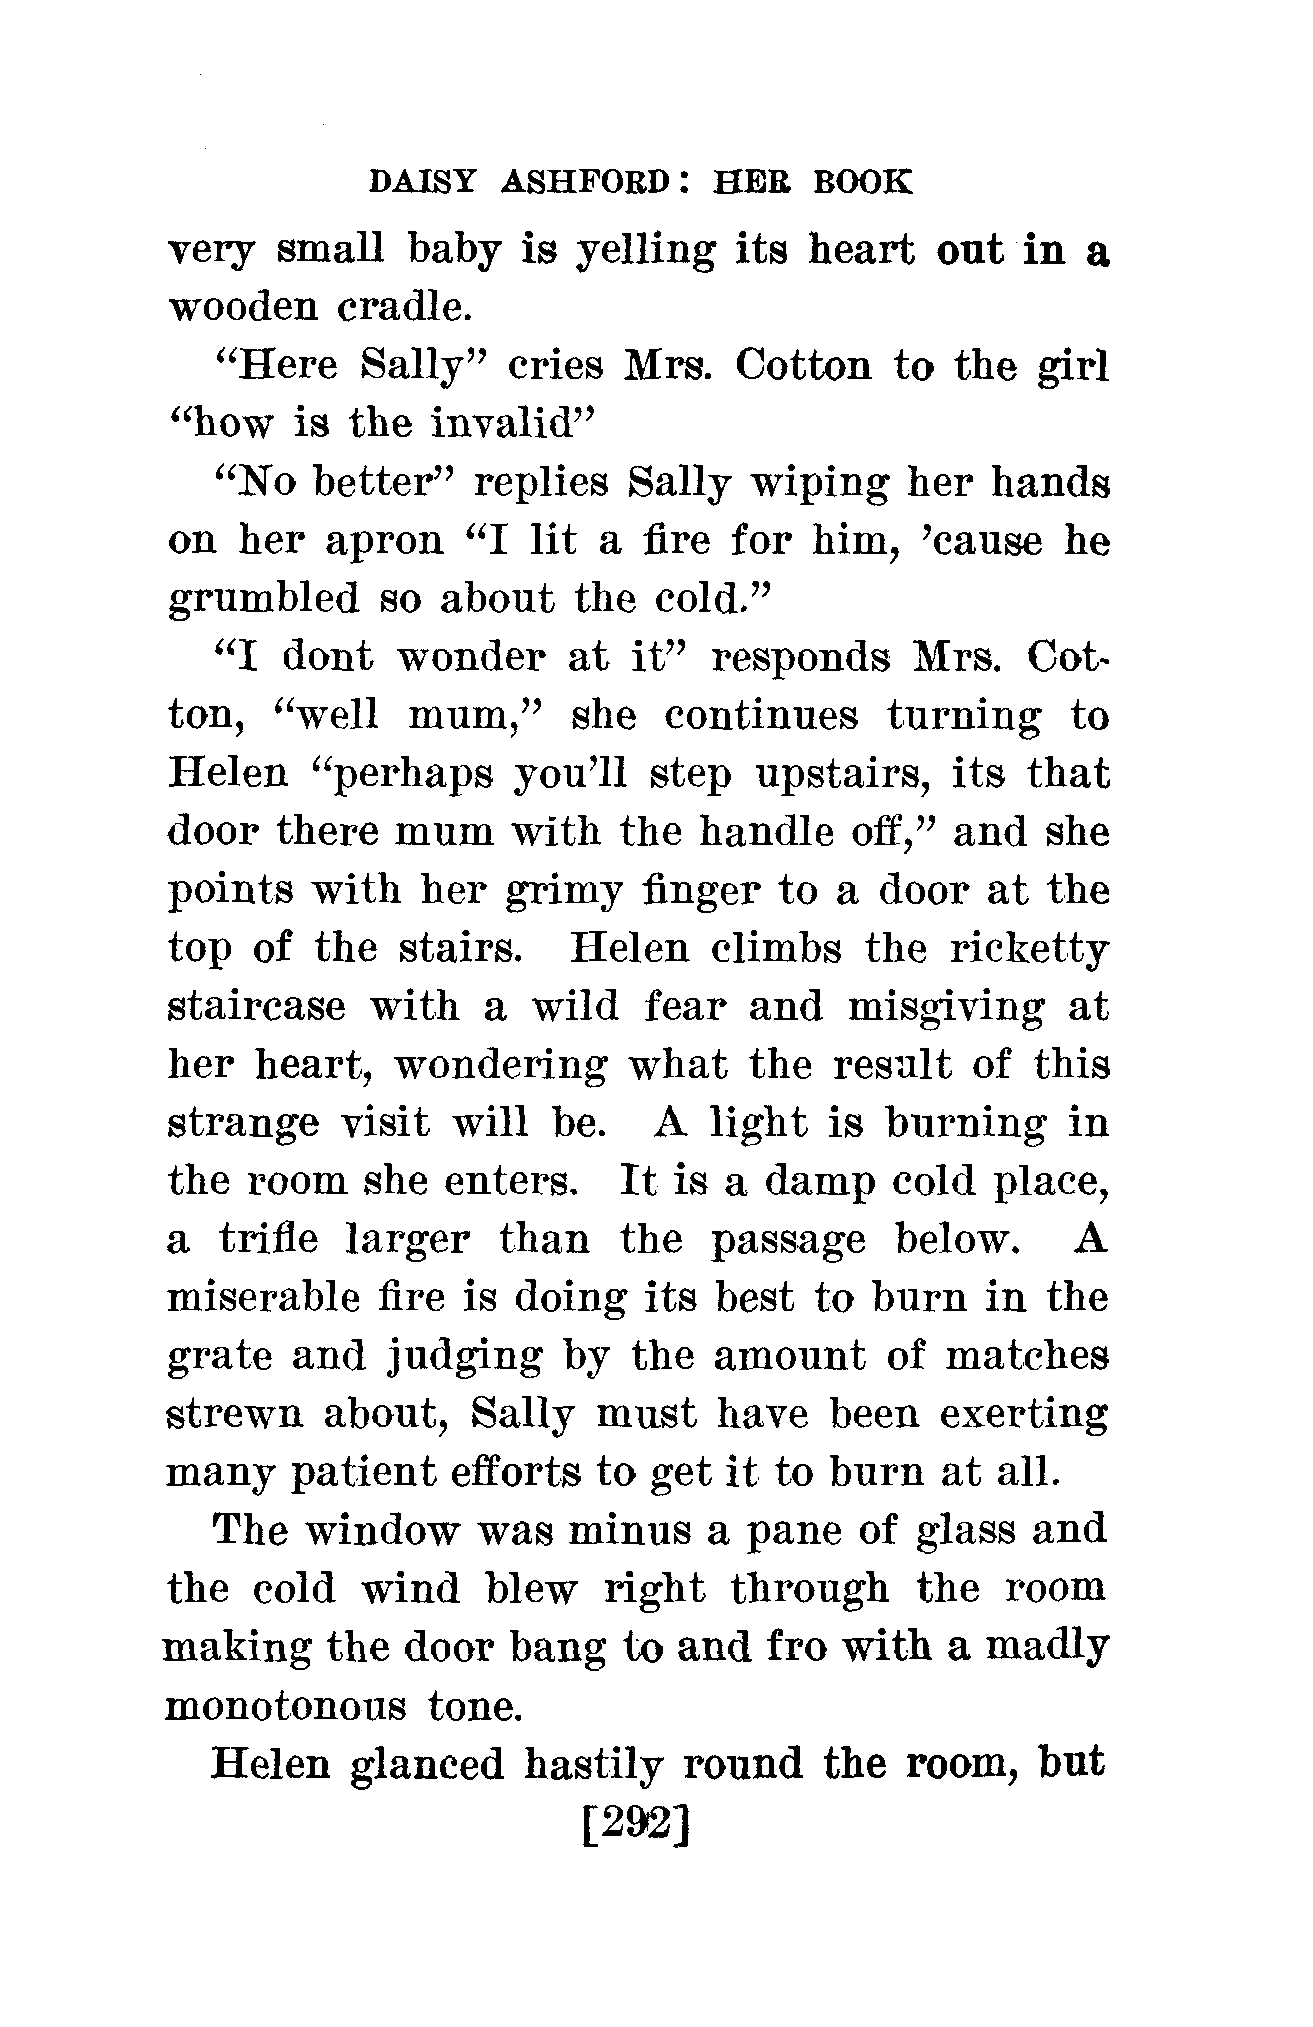 DAISY ASHFORD: HER BOOK
very small baby is yelling its heart out in a
wooden cradle.
“Here Sally” cries Mrs. Cotton to the girl
“how is the invalid”
“No better” replies Sally wiping her hands
on her apron “I lit a fire for him, ’cause he
grumbled so about the cold.”
“I dont wonder at it” responds Mrs. Cot-
ton, “well mum,” she continues turning to
Helen “perhaps you’ll step upstairs, its that
door there mum with the handle off,” and she
points with her grimy finger to a door at the
top of the stairs. Helen climbs the ricketty
staircase with a wild fear and misgiving at
her heart, wondering what the result of this
strange visit will be. A light is burning in
the room she enters. It is a damp cold place,
a trifle larger than the passage below. A
miserable fire is doing its best to burn in the
grate and judging by the amount of matches
strewn about, Sally must have been exerting
many patient efforts to get it to burn at all.
The window was minus a pane of glass and
the cold wind blew right through the room
making the door bang to and fro with a madly
monotonous tone.
Helen glanced hastily round the room, but
[292]